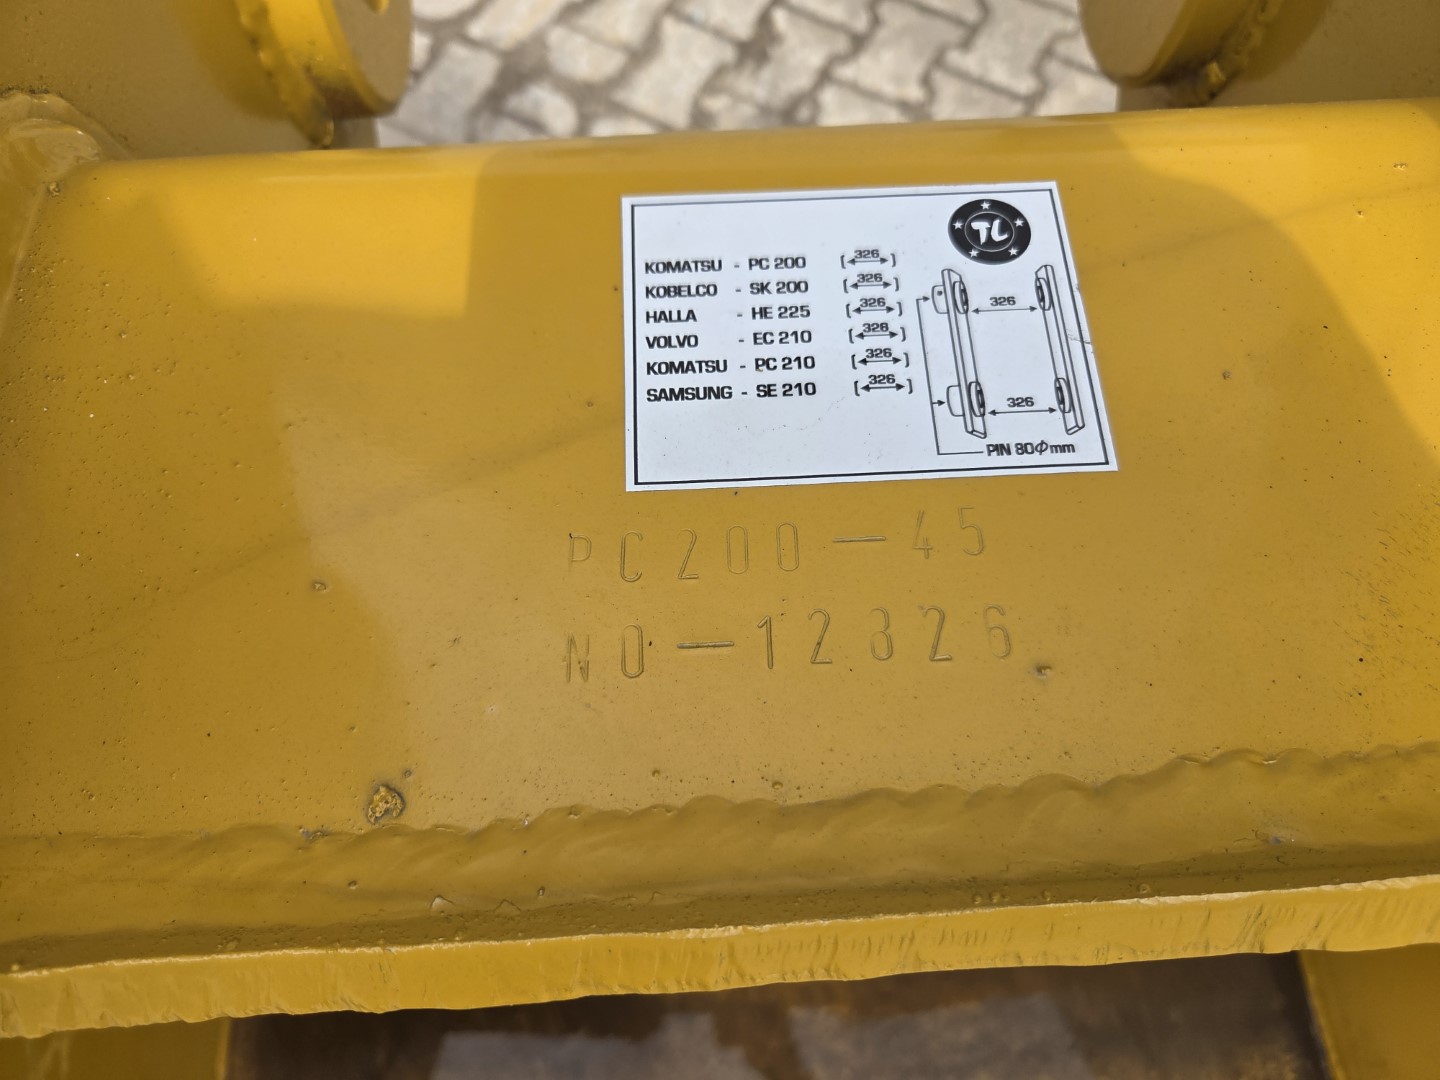 TL
KOMATSU - PC 200 [326]
KOBELCO - SK 200 [326]
HALLA - HE 225 [326]
VOLVO - EC 210 [326]
KOMATSU - PC 210 [326]
SAMSUNG - SE 210 [326]
326
326
PIN 80Φmm
PC200-45
NO-12326